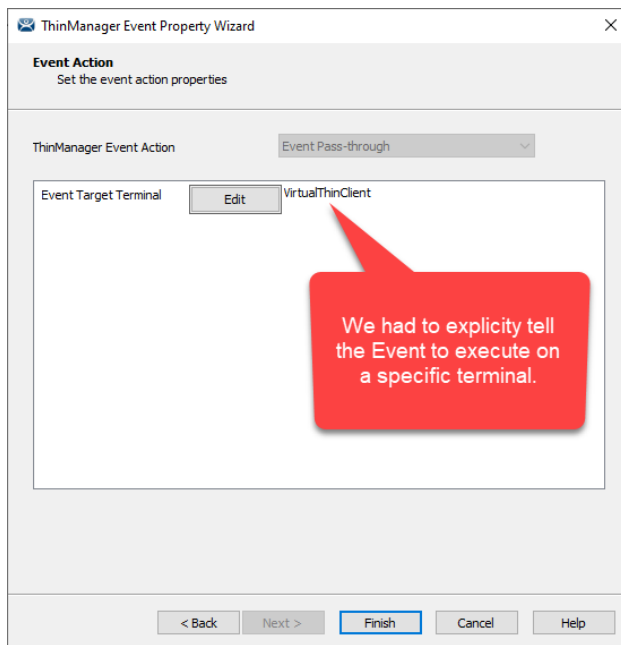 ThinManager Event Property Wizard
Event Action
Set the event action properties
ThinManager Event Action
Event Pass-through
Event Target Terminal
Edit
VirtualThinClient
We had to explicity tell
the Event to execute on
a specific terminal.
< Back
Next >
Finish
Cancel
Help